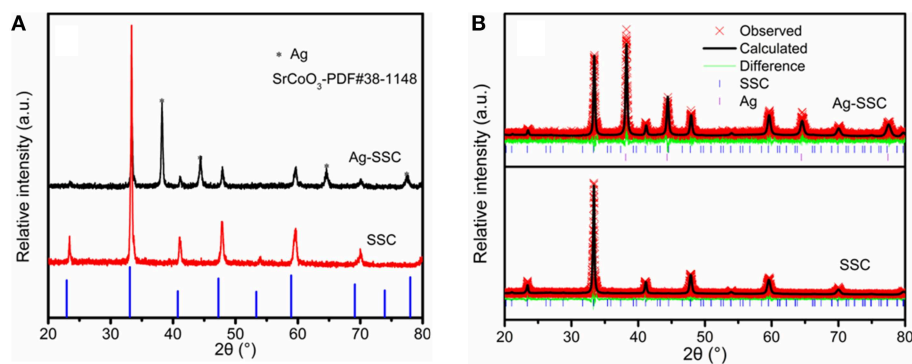 A
* Ag
SrCoO₃-PDF#38-1148
Ag-SSC
SSC
Relative intensity (a.u.)
20 30 40 50 60 70 80
2θ (°)
B
Observed
Calculated
Difference
SSC
Ag
Ag-SSC
SSC
Relative intensity (a.u.)
20 30 40 50 60 70 80
2θ (°)